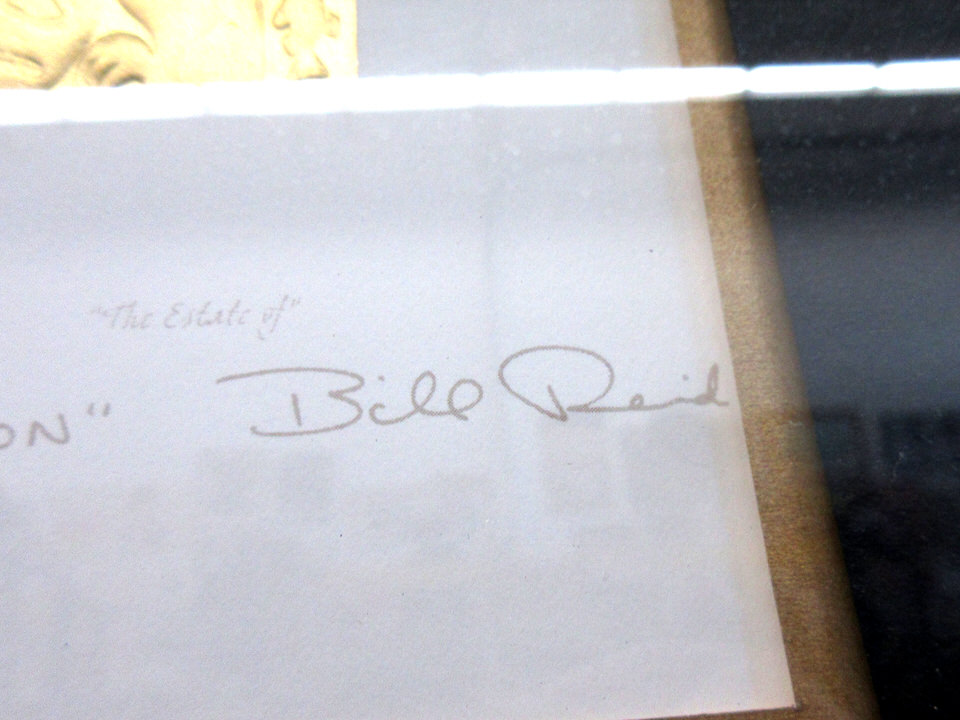 "The Estate of"
ON" Bill Reid